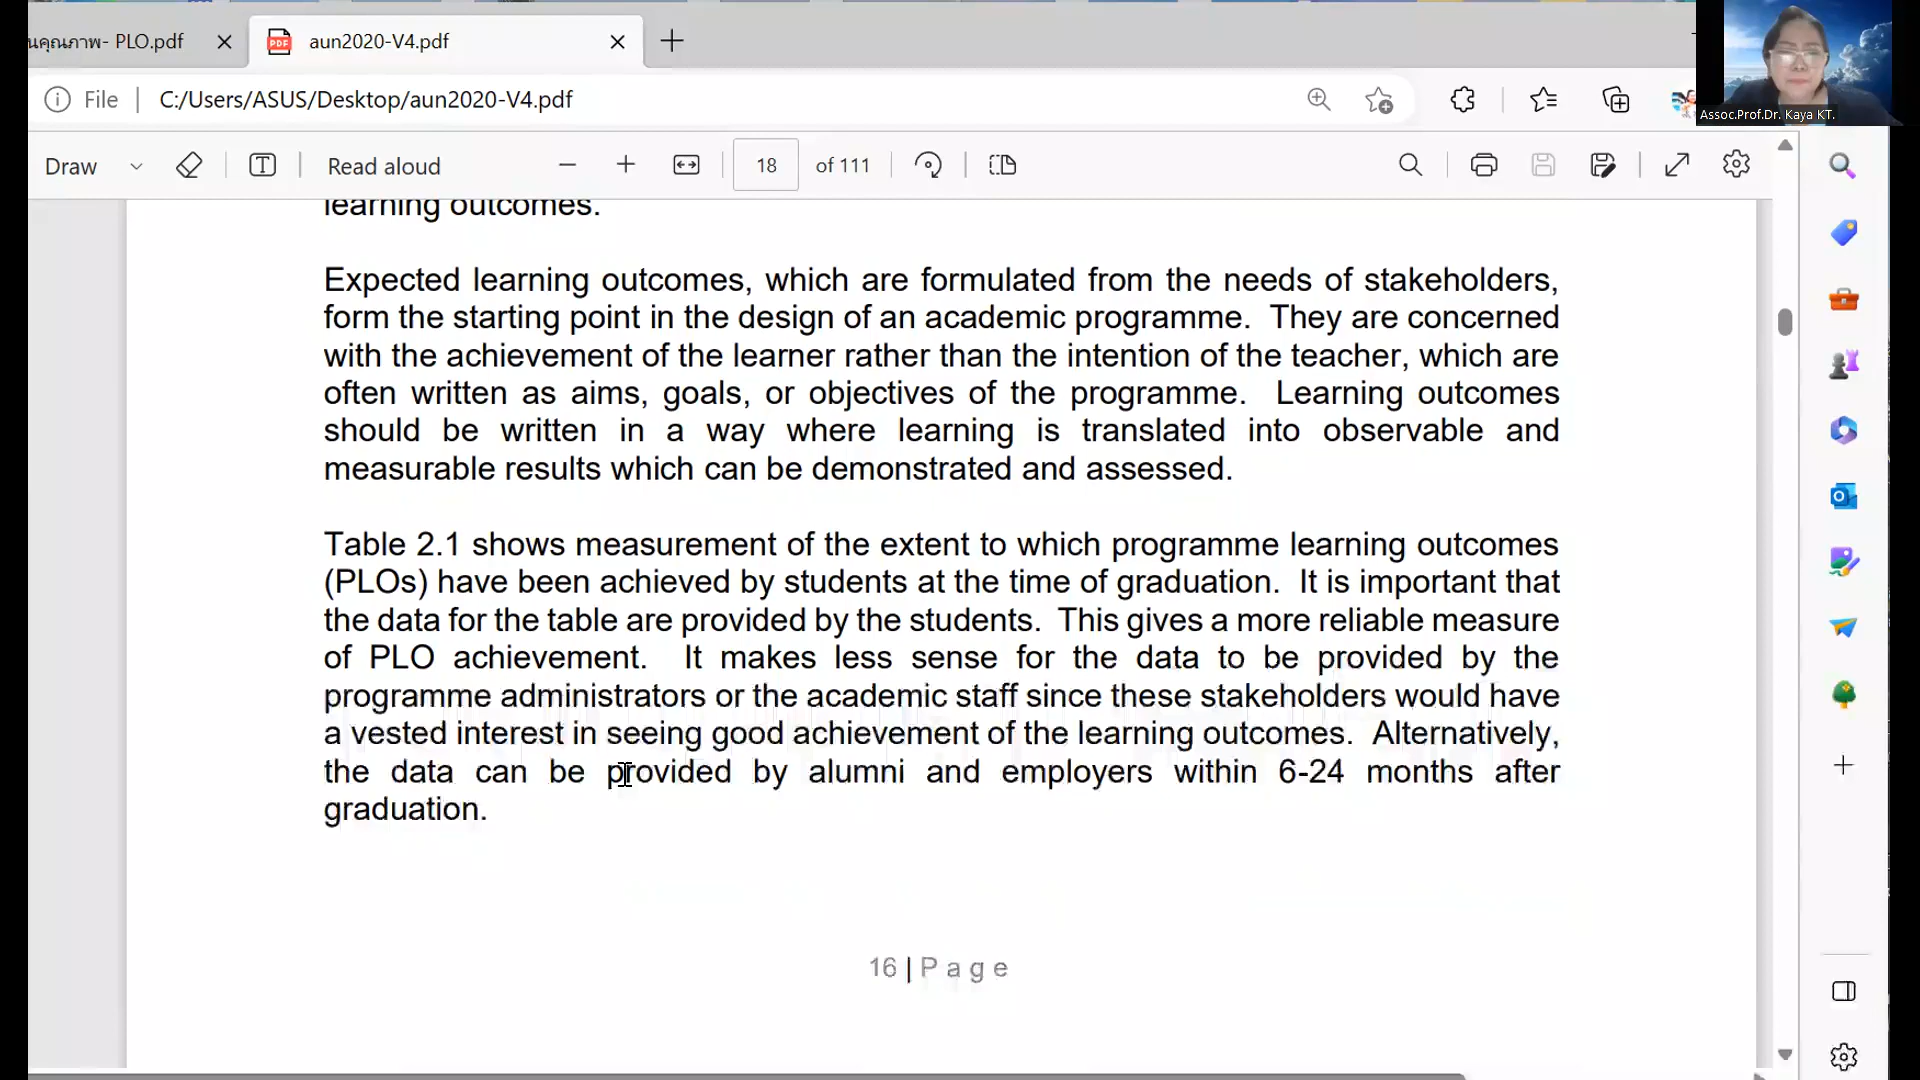 นคุณภาพ- PLO.pdf
aun2020-V4.pdf
File
C:/Users/ASUS/Desktop/aun2020-V4.pdf
Assoc.Prof.Dr. Kaya KT.
Draw
Read aloud
18 of 111
learning outcomes.
Expected learning outcomes, which are formulated from the needs of stakeholders,
form the starting point in the design of an academic programme. They are concerned
with the achievement of the learner rather than the intention of the teacher, which are
often written as aims, goals, or objectives of the programme. Learning outcomes
should be written in a way where learning is translated into observable and
measurable results which can be demonstrated and assessed.
Table 2.1 shows measurement of the extent to which programme learning outcomes
(PLOs) have been achieved by students at the time of graduation. It is important that
the data for the table are provided by the students. This gives a more reliable measure
of PLO achievement. It makes less sense for the data to be provided by the
programme administrators or the academic staff since these stakeholders would have
a vested interest in seeing good achievement of the learning outcomes. Alternatively,
the data can be provided by alumni and employers within 6-24 months after
graduation.
16 | P a g e